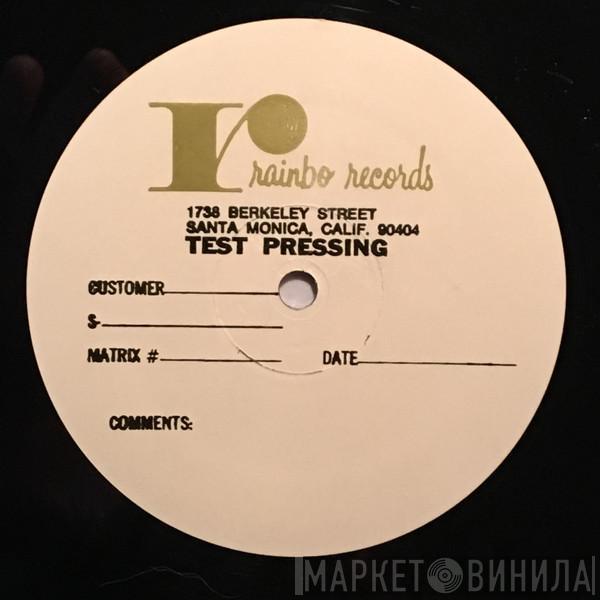 r
rainbo records
1738 BERKELEY STREET
SANTA MONICA, CALIF. 90404
TEST PRESSING
CUSTOMER
S-
MATRIX # DATE
COMMENTS:
МАРКЕТ ВИНИЛА